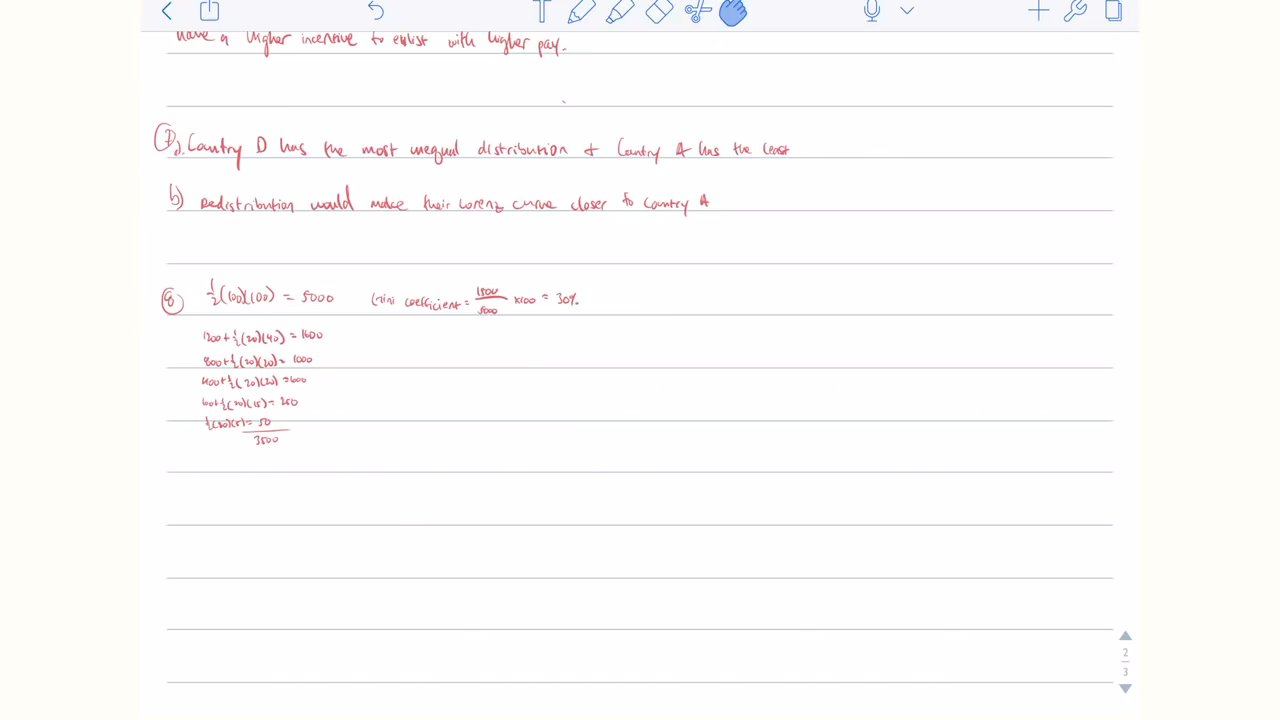 have a higher incentive to enlist with higher pay.
7 a. Country D has the most unequal distribution & Country A has the least
b) Redistribution would make their Lorenz curve closer to Country A
8 1/2(100)(100) = 5000 Gini coefficient = 1500/5000 x100 = 30%
1200+1/2(20)(40) = 1600
800+1/2(20)(20) = 1000
400+1/2(20)(20) = 600
(20)(15) = 250
1/2(20)(5) = 50
3500
2
3